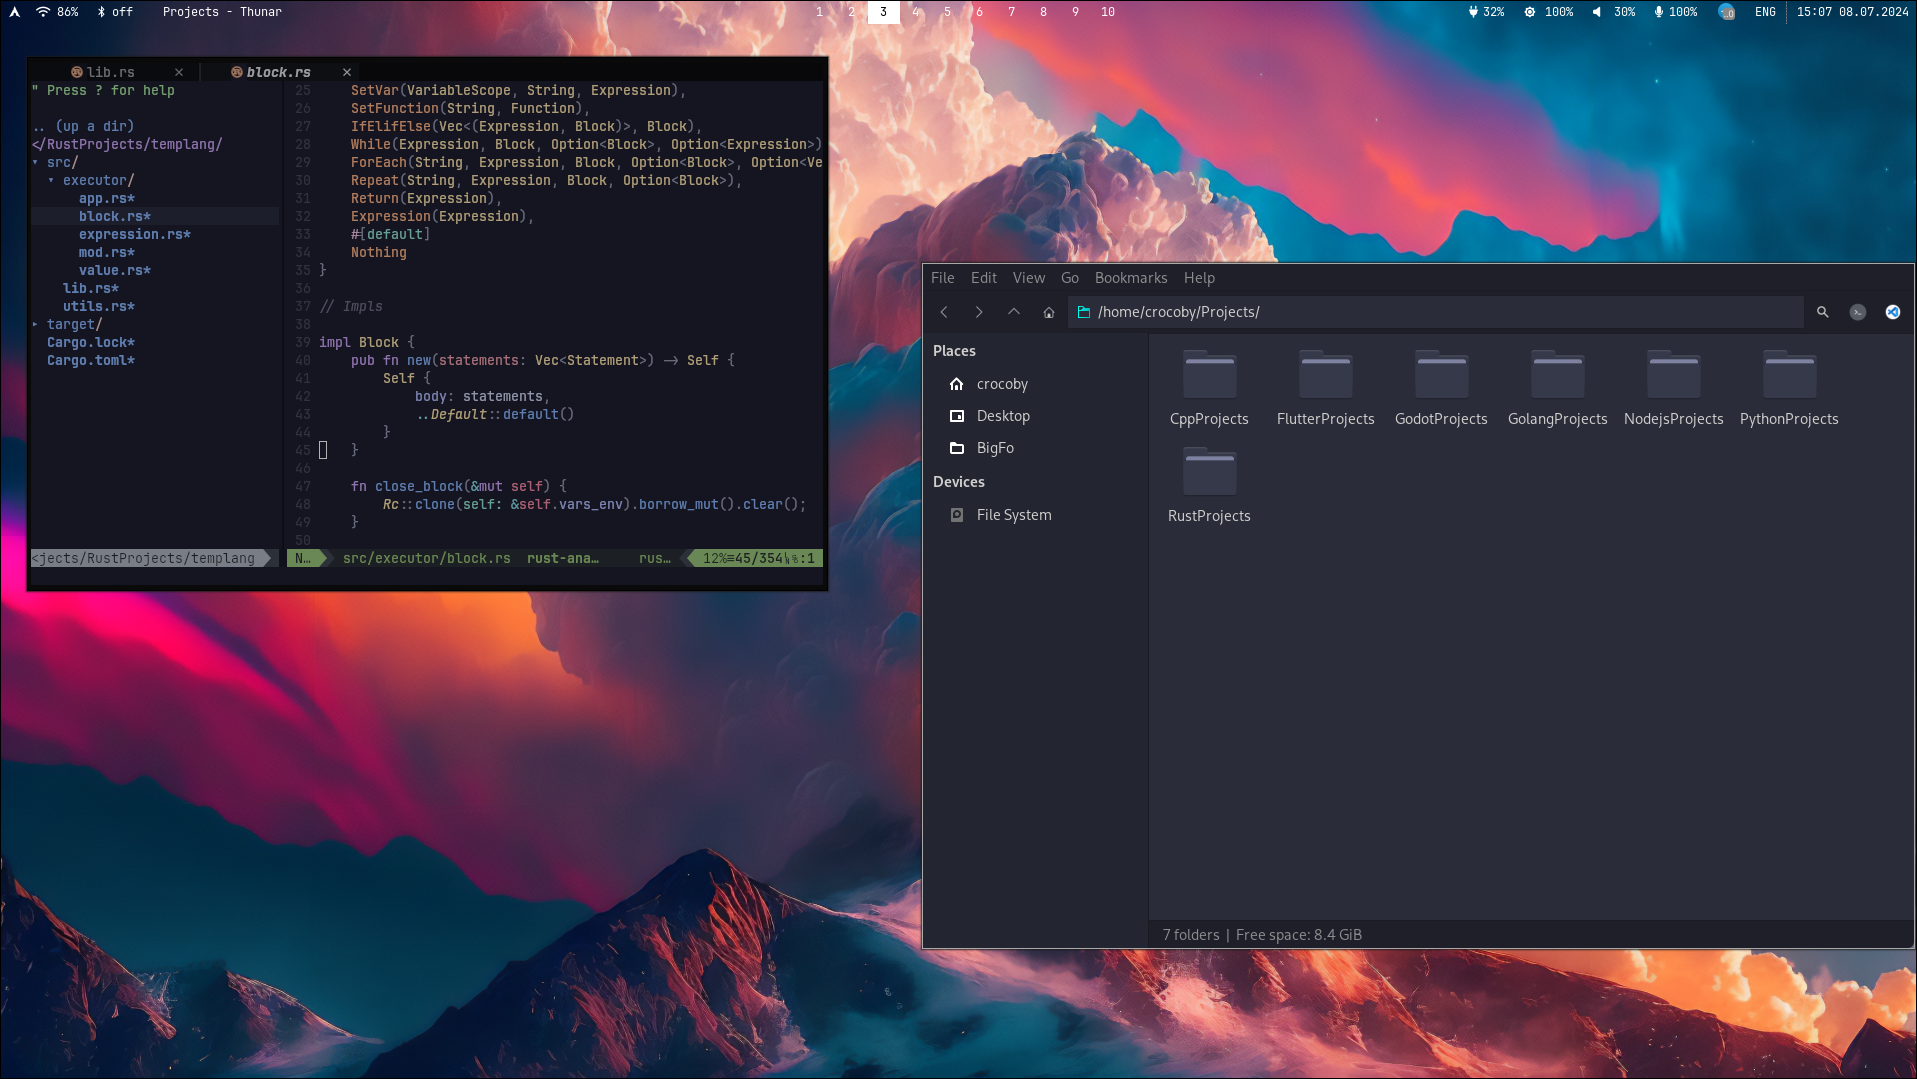 86% off Projects - Thunar 1 2 3 4 5 6 7 8 9 10 32% 100% 30% 100% ENG 15:07 08.07.2024
lib.rs × block.rs ×
" Press ? for help
.. (up a dir)
</RustProjects/templang/
▾ src/
▾ executor/
app.rs*
block.rs*
expression.rs*
mod.rs*
value.rs*
lib.rs*
utils.rs*
▸ target/
Cargo.lock*
Cargo.toml*
<jects/RustProjects/templang
25 SetVar(VariableScope, String, Expression),
26 SetFunction(String, Function),
27 IfElifElse(Vec<(Expression, Block)>, Block),
28 While(Expression, Block, Option<Block>, Option<Expression>)
29 ForEach(String, Expression, Block, Option<Block>, Option<Ve
30 Repeat(String, Expression, Block, Option<Block>),
31 Return(Expression),
32 Expression(Expression),
33 #[default]
34 Nothing
35 }
36
37 // Impls
38
39 impl Block {
40 pub fn new(statements: Vec<Statement>) -> Self {
41 Self {
42 body: statements,
43 ..Default::default()
44 }
45 }
46
47 fn close_block(&mut self) {
48 Rc::clone(self: &self.vars_env).borrow_mut().clear();
49 }
50
N… src/executor/block.rs rust-ana… rus… 12%≡45/354 :1
File Edit View Go Bookmarks Help
/home/crocoby/Projects/
Places
crocoby
Desktop
BigFo
Devices
File System
CppProjects FlutterProjects GodotProjects GolangProjects NodejsProjects PythonProjects
RustProjects
7 folders | Free space: 8.4 GiB